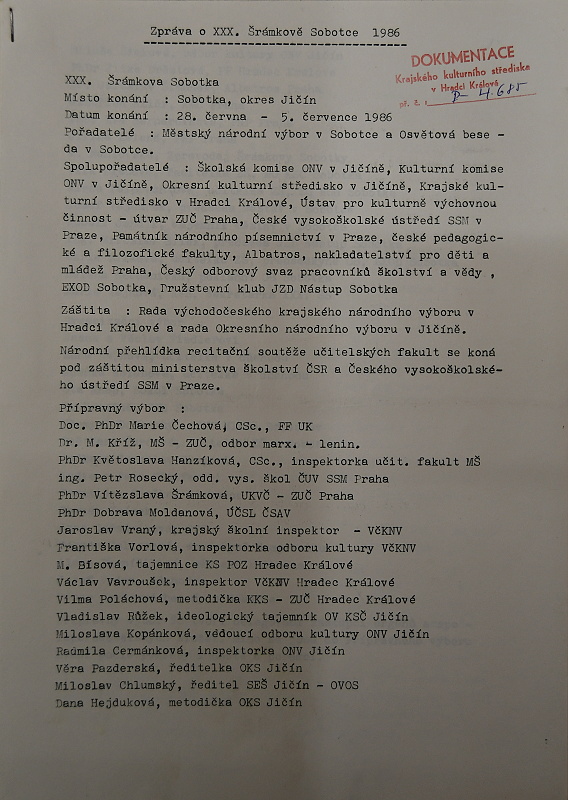 Zpráva o XXX. Šrámkově Sobotce 1986
DOKUMENTACE
Krajského kulturního střediska
v Hradci Králové
př. č.: P- 4.685
XXX. Šrámkova Sobotka
Místo konání : Sobotka, okres Jičín
Datum konání : 28. června - 5. července 1986
Pořadatelé : Městský národní výbor v Sobotce a Osvětová bese -
da v Sobotce.
Spolupořadatelé : Školská komise ONV v Jičíně, Kulturní komise
ONV v Jičíně, Okresní kulturní středisko v Jičíně, Krajské kul-
turní středisko v Hradci Králové, Ústav pro kulturně výchovnou
činnost - útvar ZUČ Praha, České vysokoškolské ústředí SSM v
Praze, Památník národního písemnictví v Praze, české pedagogic-
ké a filozofické fakulty, Albatros, nakladatelství pro děti a
mládež Praha, Český odborový svaz pracovníků školství a vědy ,
EXOD Sobotka, Družstevní klub JZD Nástup Sobotka
Záštita : Rada východočeského krajského národního výboru v
Hradci Králové a rada Okresního národního výboru v Jičíně.
Národní přehlídka recitační soutěže učitelských fakult se koná
pod záštitou ministerstva školství ČSR a Českého vysokoškolské-
ho ústředí SSM v Praze.
Přípravný výbor :
Doc. PhDr Marie Čechová, CSc., FF UK
Dr. M. Kříž, MŠ - ZUČ, odbor marx. - lenin.
PhDr Květoslava Hanzíková, CSc., inspektorka učit. fakult MŠ
ing. Petr Rosecký, odd. vys. škol ČUV SSM Praha
PhDr Vítězslava Šrámková, UKVČ - ZUČ Praha
PhDr Dobrava Moldanová, ÚČSL ČSAV
Jaroslav Vraný, krajský školní inspektor - VčKNV
Františka Vorlová, inspektorka odboru kultury VčKNV
M. Bísová, tajemnice KS POZ Hradec Králové
Václav Vavroušek, inspektor VčKNV Hradec Králové
Vilma Poláchová, metodička KKS - ZUČ Hradec Králové
Vladislav Růžek, ideologický tajemník OV KSČ Jičín
Miloslava Kopánková, vedoucí odboru kultury ONV Jičín
Radmila Cermánková, inspektorka ONV Jičín
Věra Pazderská, ředitelka OKS Jičín
Miloslav Chlumský, ředitel SEŠ Jičín - OVOS
Dana Hejduková, metodička OKS Jičín